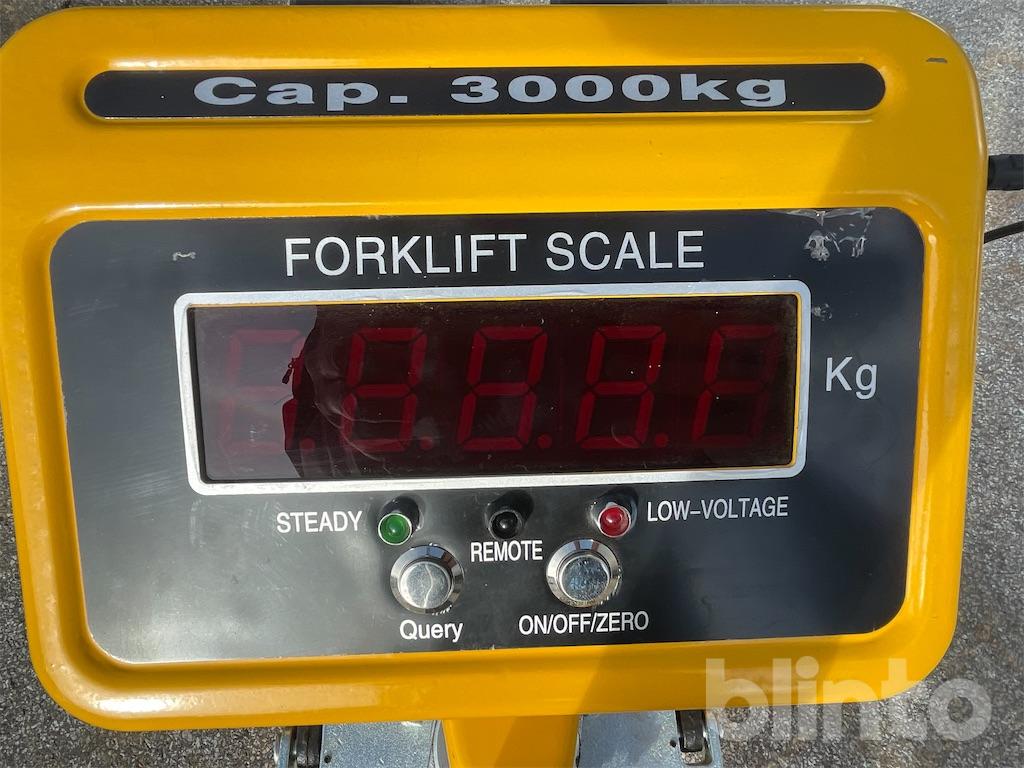 Cap. 3000kg
FORKLIFT SCALE
Kg
STEADY
REMOTE
LOW-VOLTAGE
Query
ON/OFF/ZERO
blinto